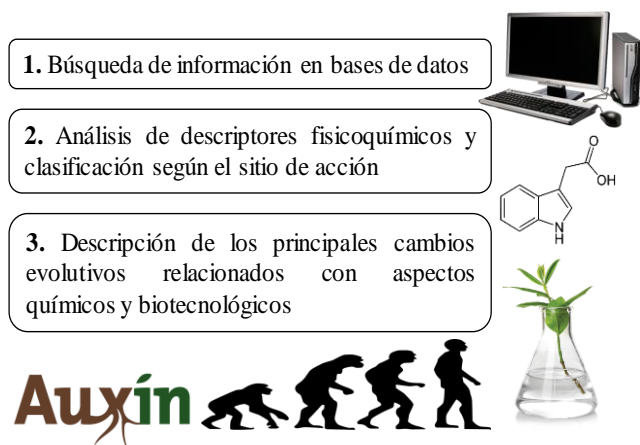 1. Búsqueda de información en bases de datos
2. Análisis de descriptores fisicoquímicos y
clasificación según el sitio de acción
O
OH
N
H
3. Descripción de los principales cambios
evolutivos relacionados con aspectos
químicos y biotecnológicos
Auxín